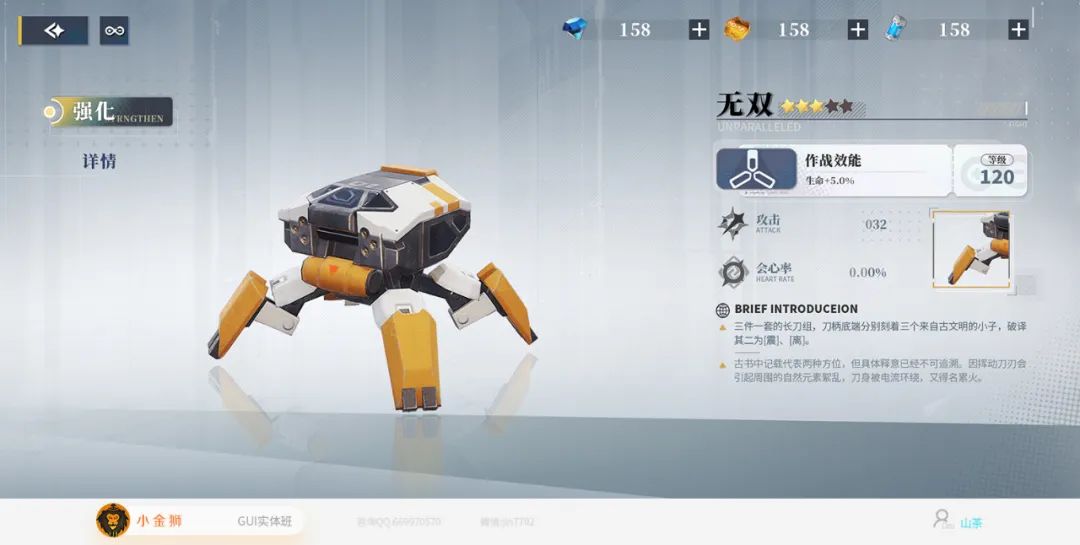 158
158
158
强化
RNGTHEN
详情
无双
UNPARALLELED
作战效能
生命+5.0%
等级
120
攻击
ATTACK
032
会心率
HEART RATE
0.00%
BRIEF INTRODUCEION
三件一套的长刀组，刀柄底端分别刻着三个来自古文明的小子，破译
其二为[震]、[离]。
古书中记载代表两种方位，但具体释意已经不可追溯。因挥动刀刃会
引起周围的自然元素絮乱，刀身被电流环绕，又得名累火。
小金狮
GUI实体班
咨询QQ:669970570
山茶